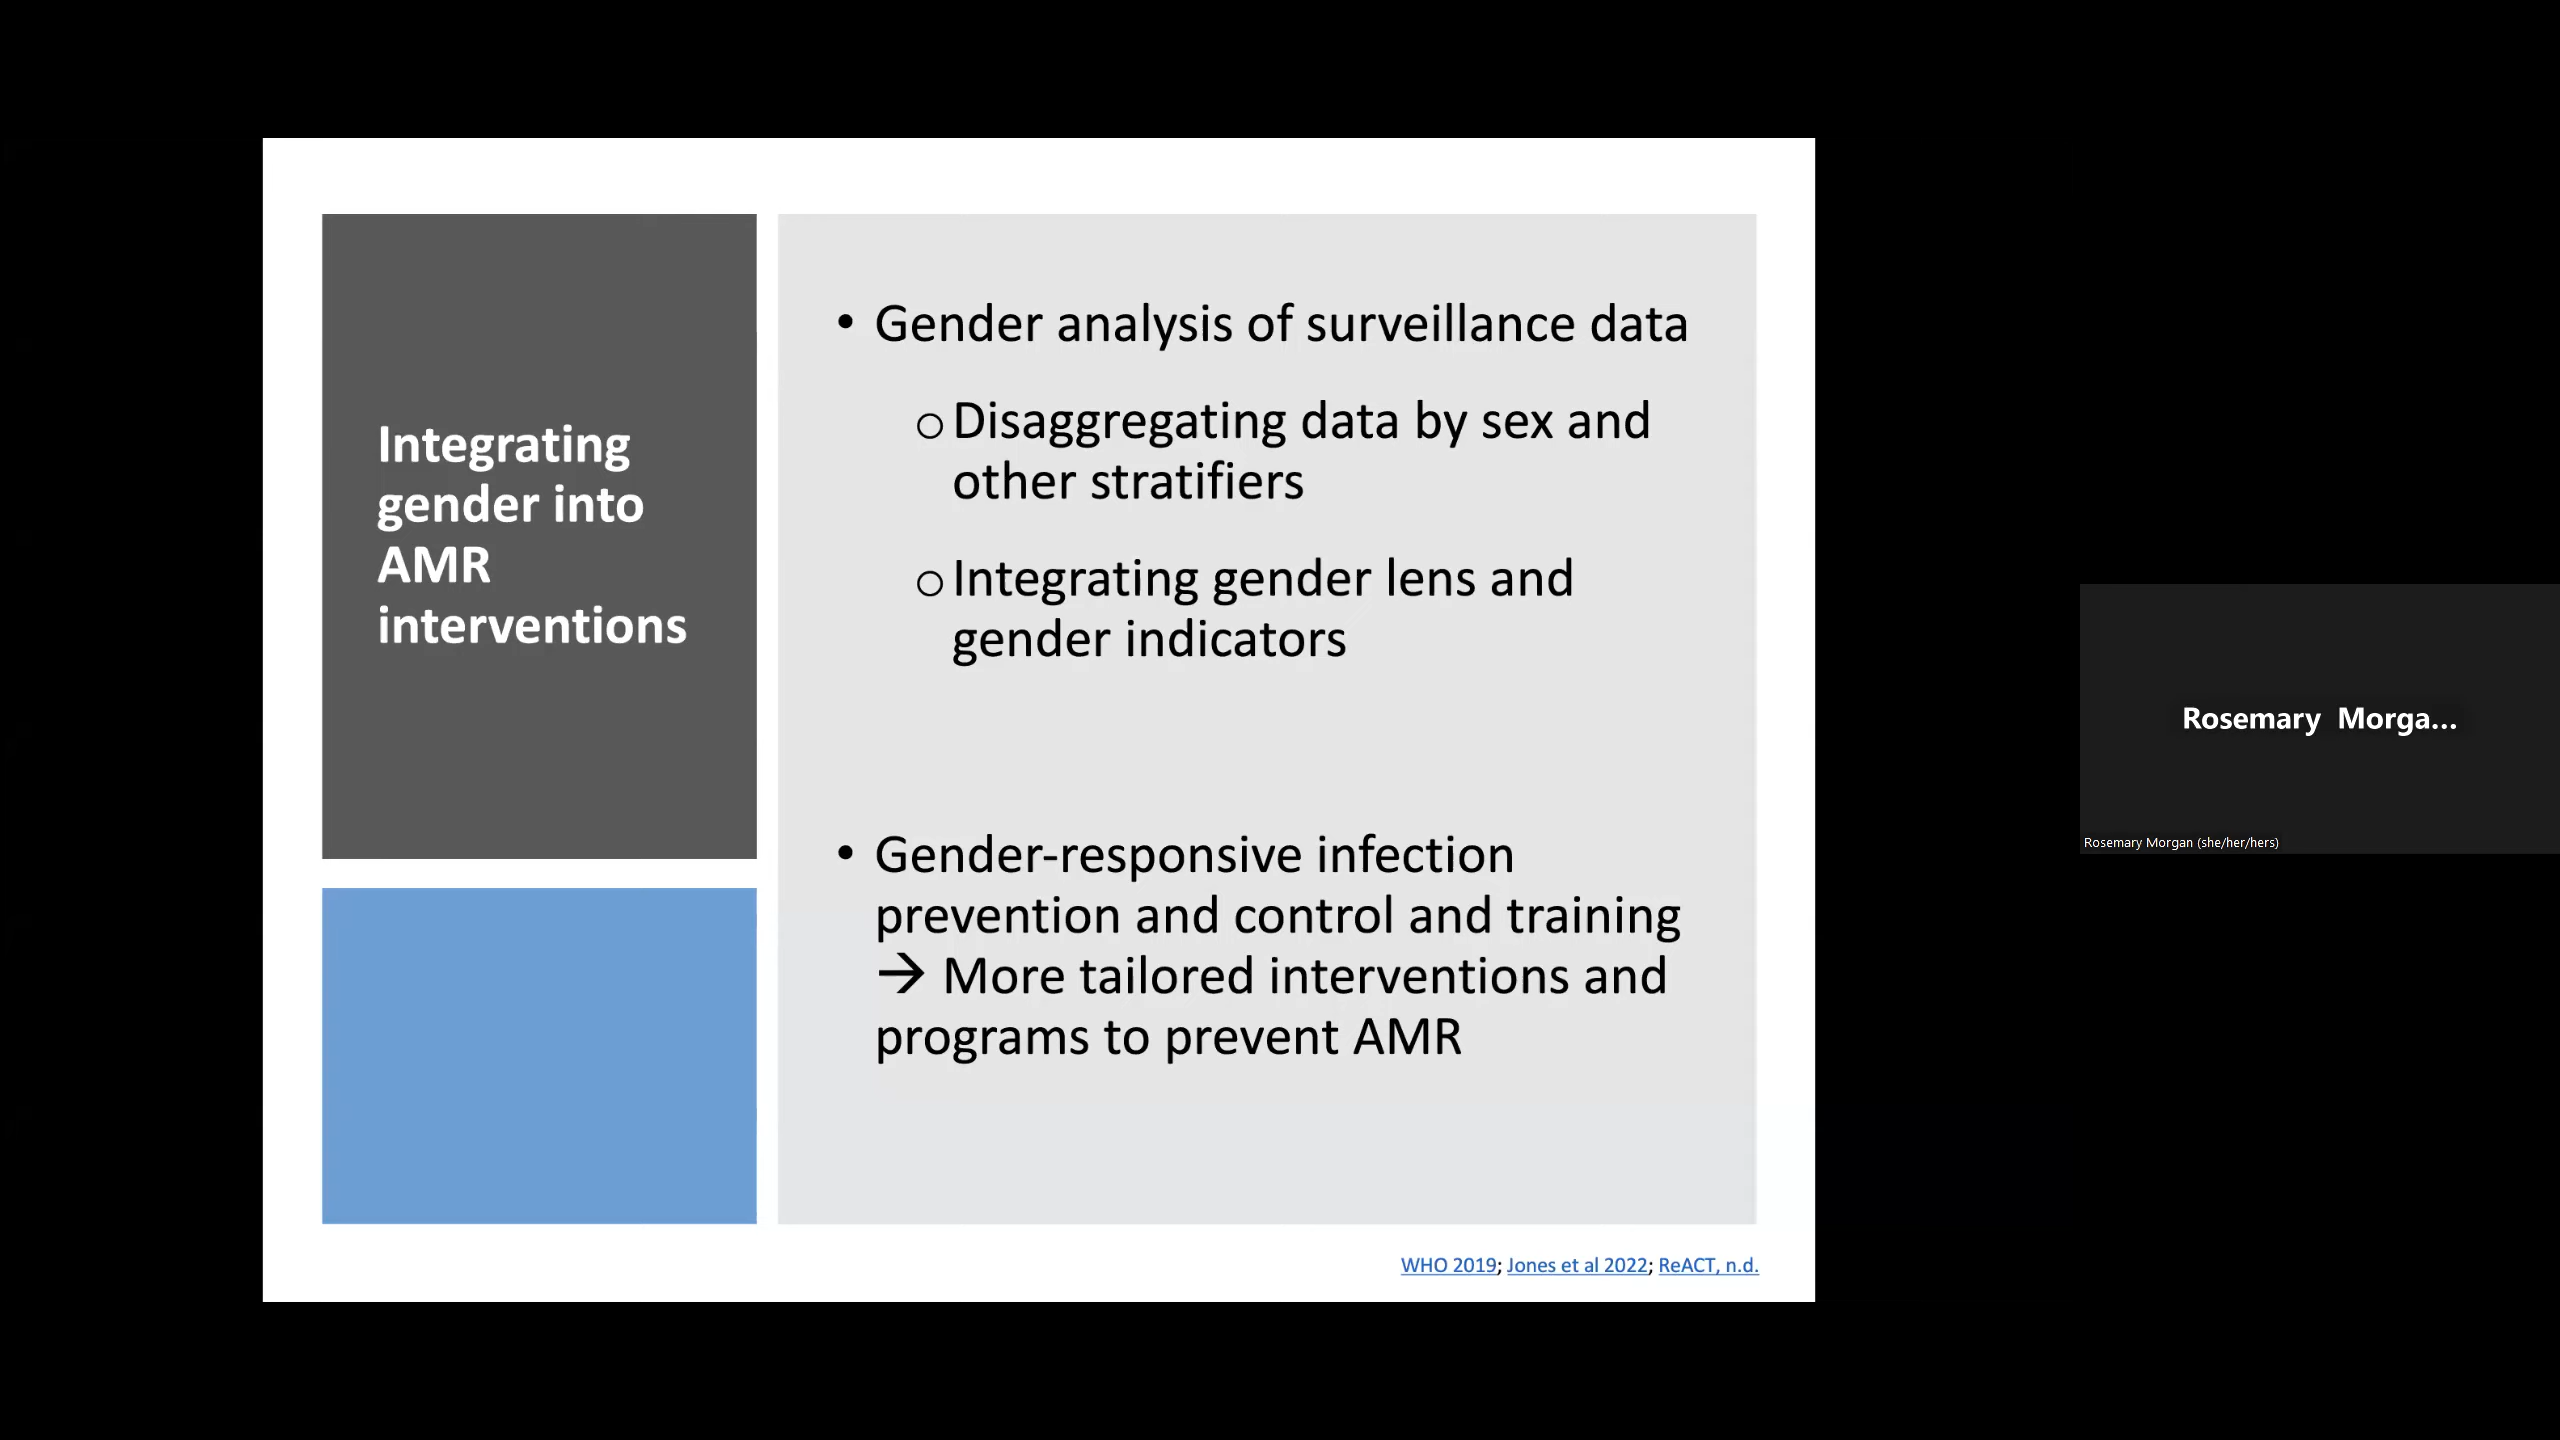 Integrating
gender into
AMR
interventions
• Gender analysis of surveillance data
o Disaggregating data by sex and
other stratifiers
o Integrating gender lens and
gender indicators
• Gender-responsive infection
prevention and control and training
→ More tailored interventions and
programs to prevent AMR
WHO 2019; Jones et al 2022; ReACT, n.d.
Rosemary Morga...
Rosemary Morgan (she/her/hers)